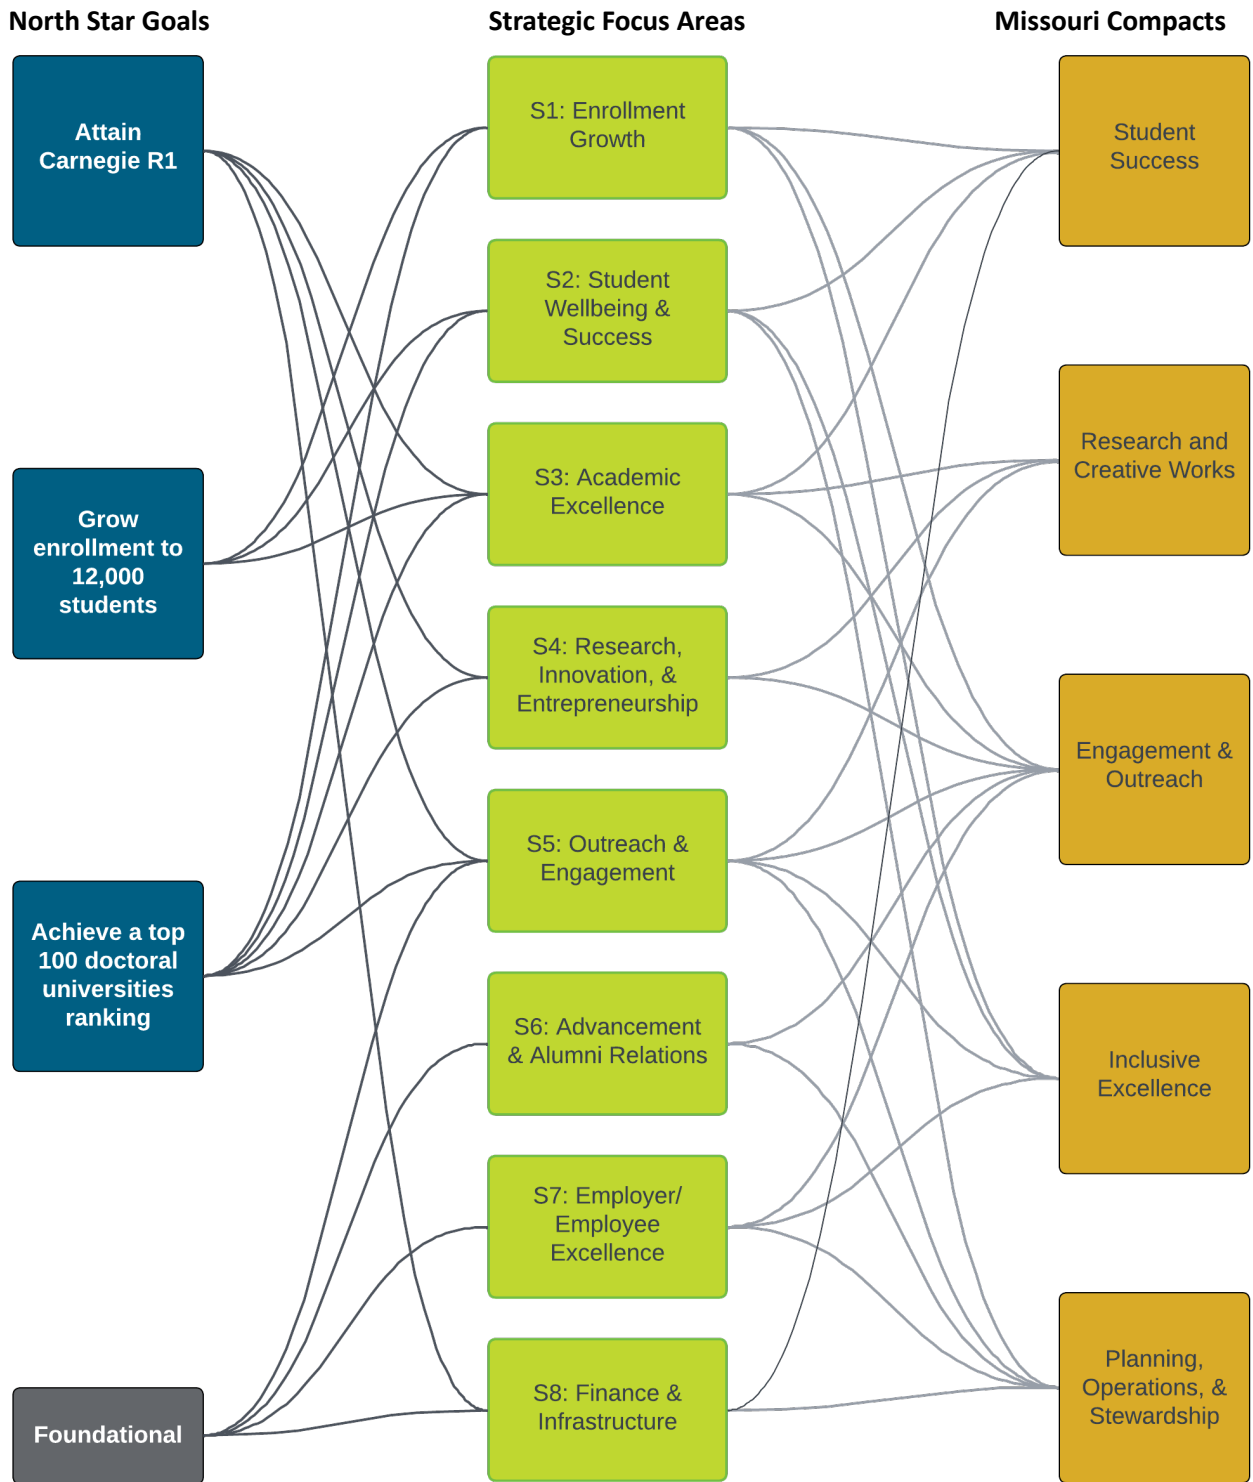 North Star Goals
Strategic Focus Areas
Missouri Compacts
Attain
Carnegie R1
Grow
enrollment to
12,000
students
Achieve a top
100 doctoral
universities
ranking
Foundational
S1: Enrollment
Growth
S2: Student
Wellbeing &
Success
S3: Academic
Excellence
S4: Research,
Innovation, &
Entrepreneurship
S5: Outreach &
Engagement
S6: Advancement
& Alumni Relations
S7: Employer/
Employee
Excellence
S8: Finance &
Infrastructure
Student
Success
Research and
Creative Works
Engagement &
Outreach
Inclusive
Excellence
Planning,
Operations, &
Stewardship